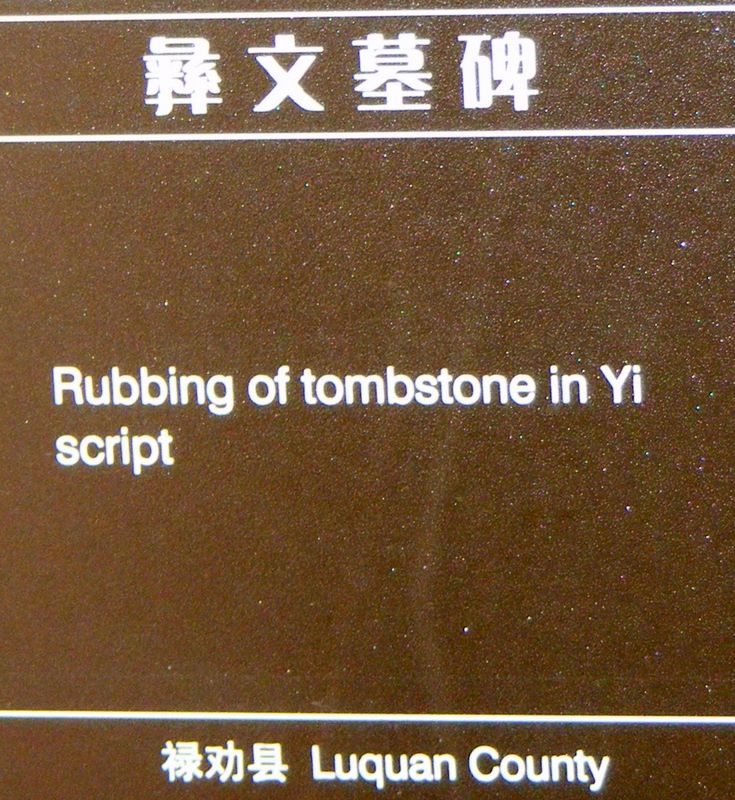 彝文墓碑
Rubbing of tombstone in Yi
script
禄劝县 Luquan County